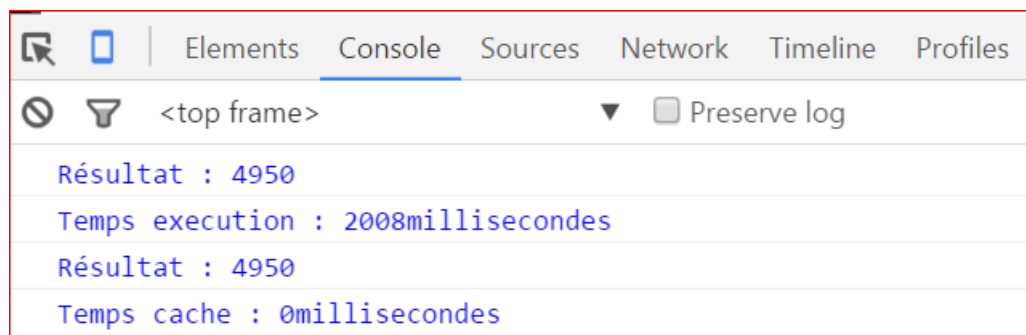 Elements Console Sources Network Timeline Profiles
<top frame> ▼ Preserve log
Résultat : 4950
Temps execution : 2008millisecondes
Résultat : 4950
Temps cache : 0millisecondes